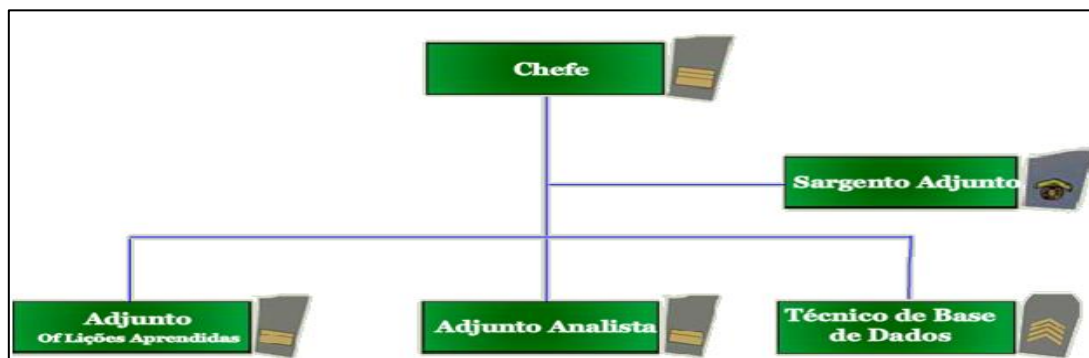 Chefe
Sargento Adjunto
Adjunto
Of Lições Aprendidas
Adjunto Analista
Técnico de Base
de Dados